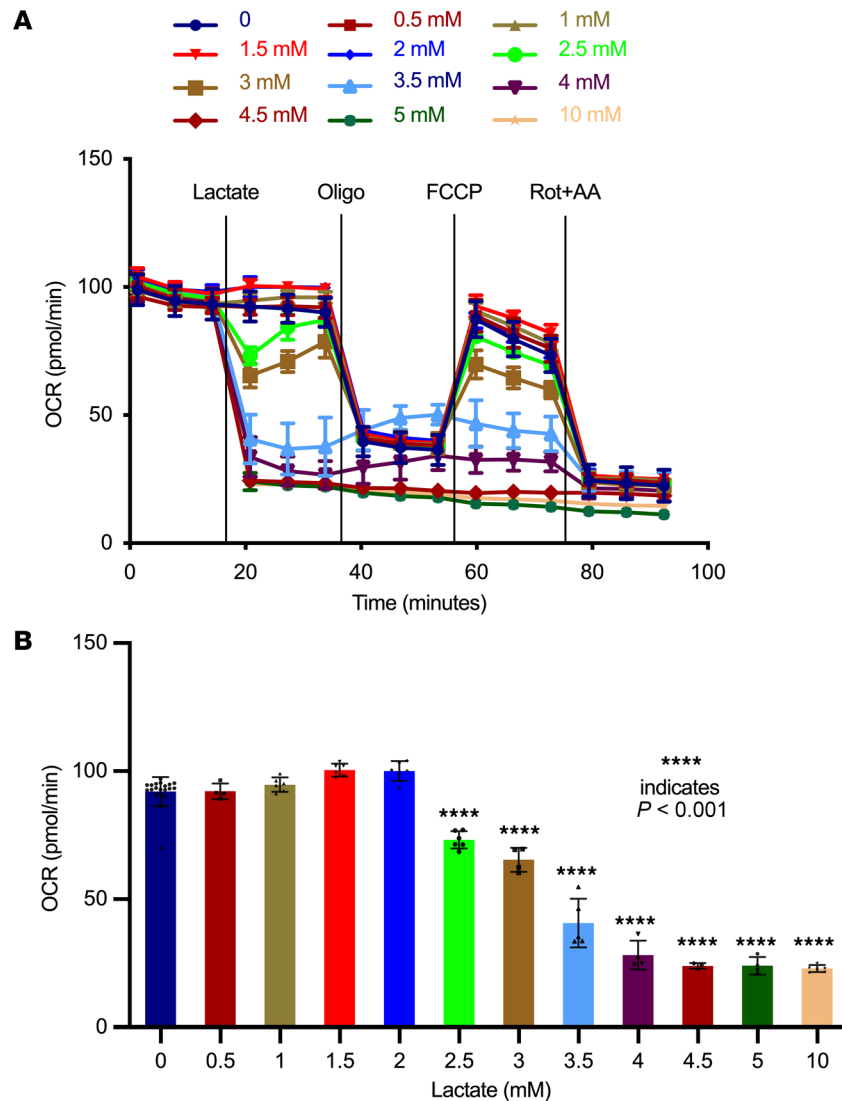 A
0 0.5 mM 1 mM
1.5 mM 2 mM 2.5 mM
3 mM 3.5 mM 4 mM
4.5 mM 5 mM 10 mM
150
Lactate Oligo FCCP Rot+AA
100
OCR (pmol/min)
50
0
0 20 40 60 80 100
Time (minutes)
B
150
****
indicates
P < 0.001
100
OCR (pmol/min)
**** **** **** **** **** **** ****
50
0
0 0.5 1 1.5 2 2.5 3 3.5 4 4.5 5 10
Lactate (mM)